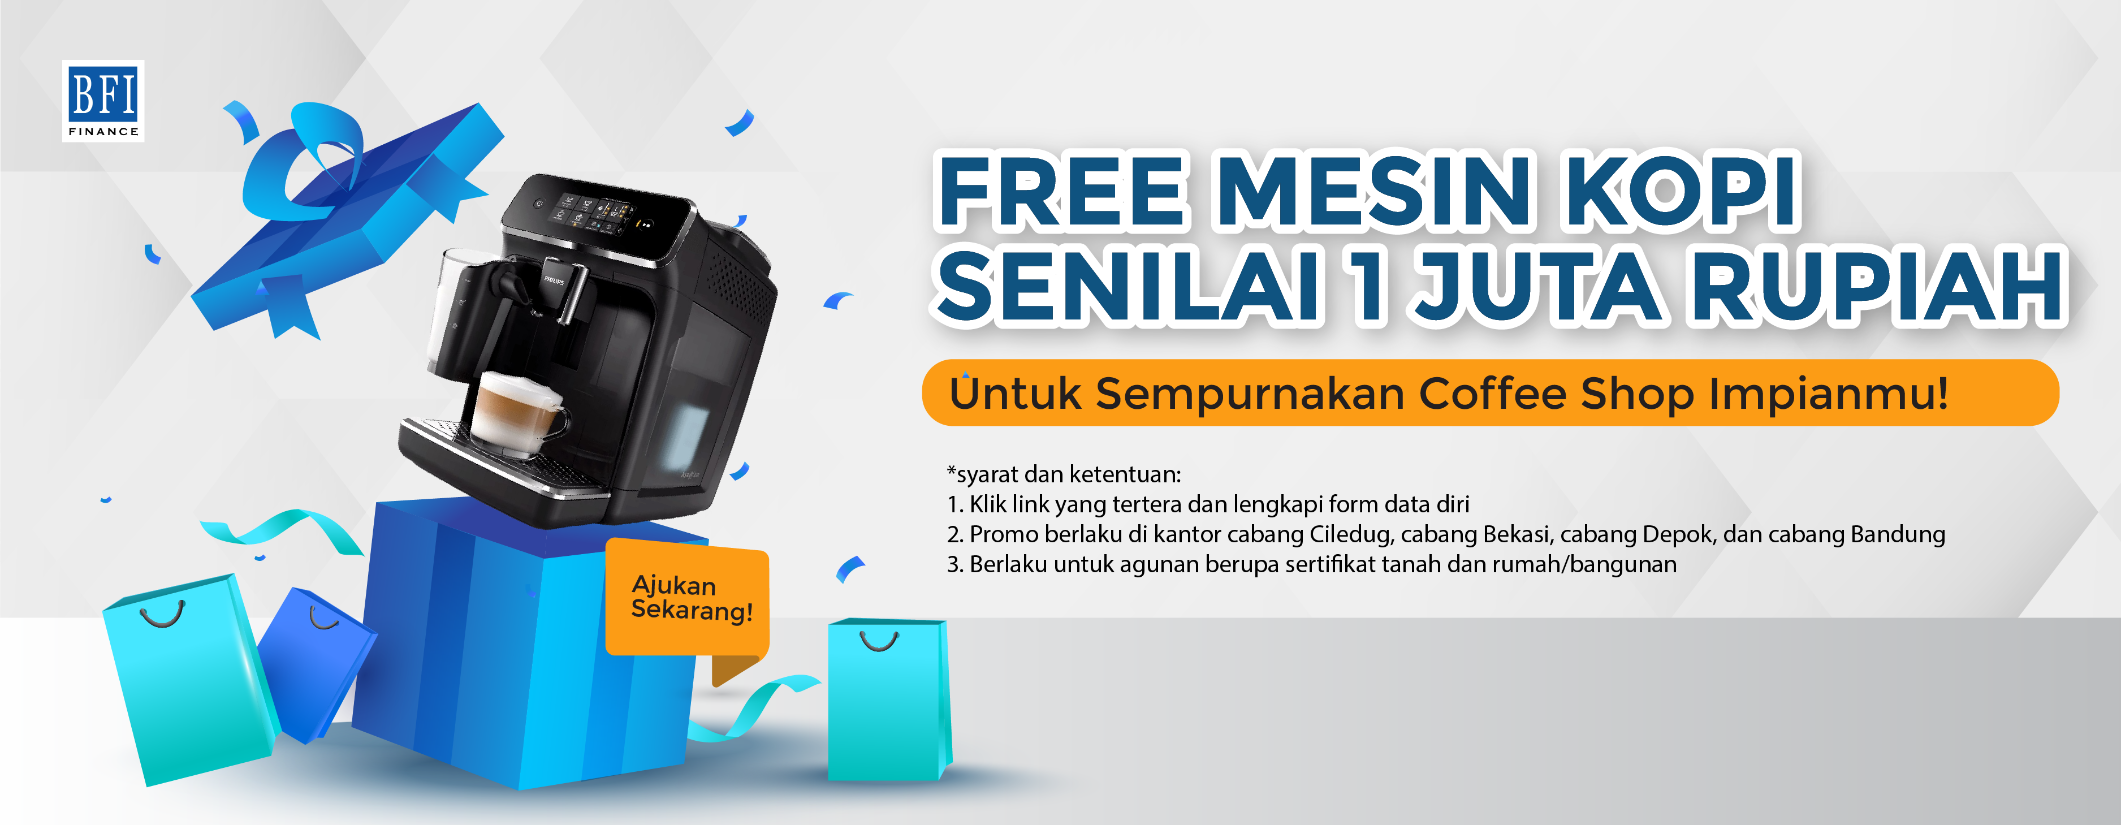 BFI
FINANCE
FREE MESIN KOPI
SENILAI 1 JUTA RUPIAH
Untuk Sempurnakan Coffee Shop Impianmu!
*syarat dan ketentuan:
1. Klik link yang tertera dan lengkapi form data diri
2. Promo berlaku di kantor cabang Ciledug, cabang Bekasi, cabang Depok, dan cabang Bandung
3. Berlaku untuk agunan berupa sertifikat tanah dan rumah/bangunan
PHILIPS
Ajukan
Sekarang!